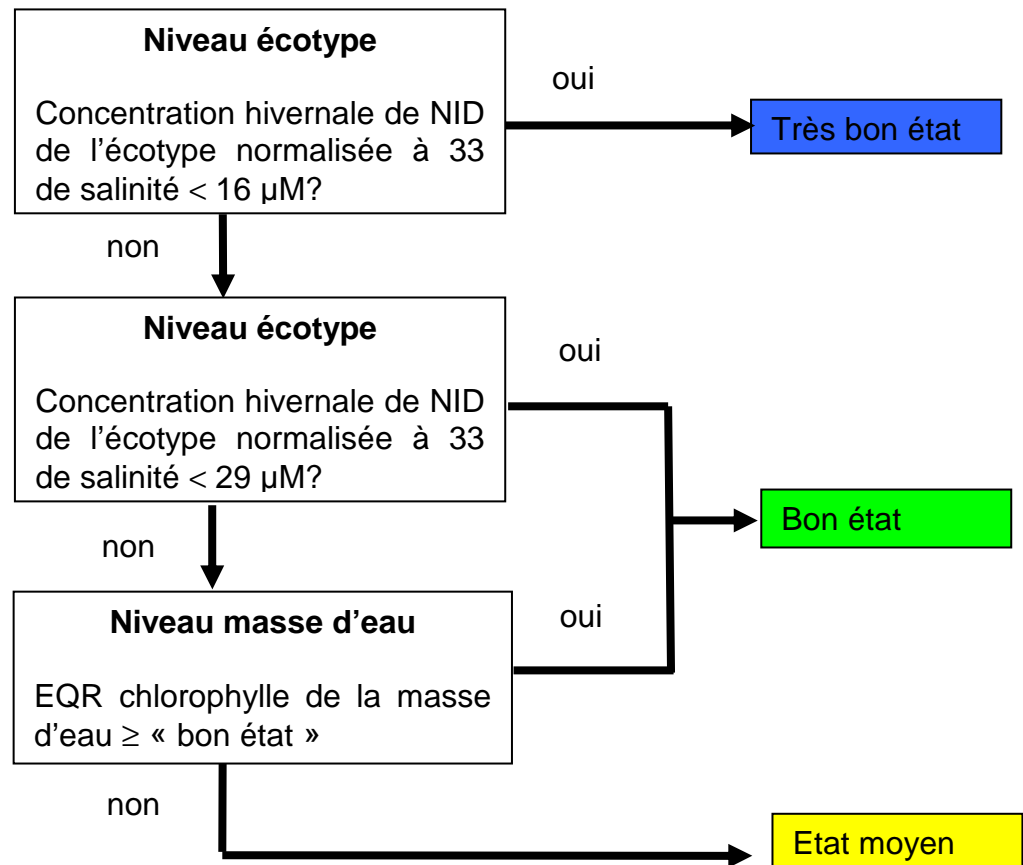 Niveau écotype
oui
Concentration hivernale de NID
de l'écotype normalisée à 33
de salinité < 16 µM?
Très bon état
non
Niveau écotype
oui
Concentration hivernale de NID
de l'écotype normalisée à 33
de salinité < 29 µM?
Bon état
non
Niveau masse d'eau
oui
EQR chlorophylle de la masse
d'eau ≥ « bon état »
non
Etat moyen